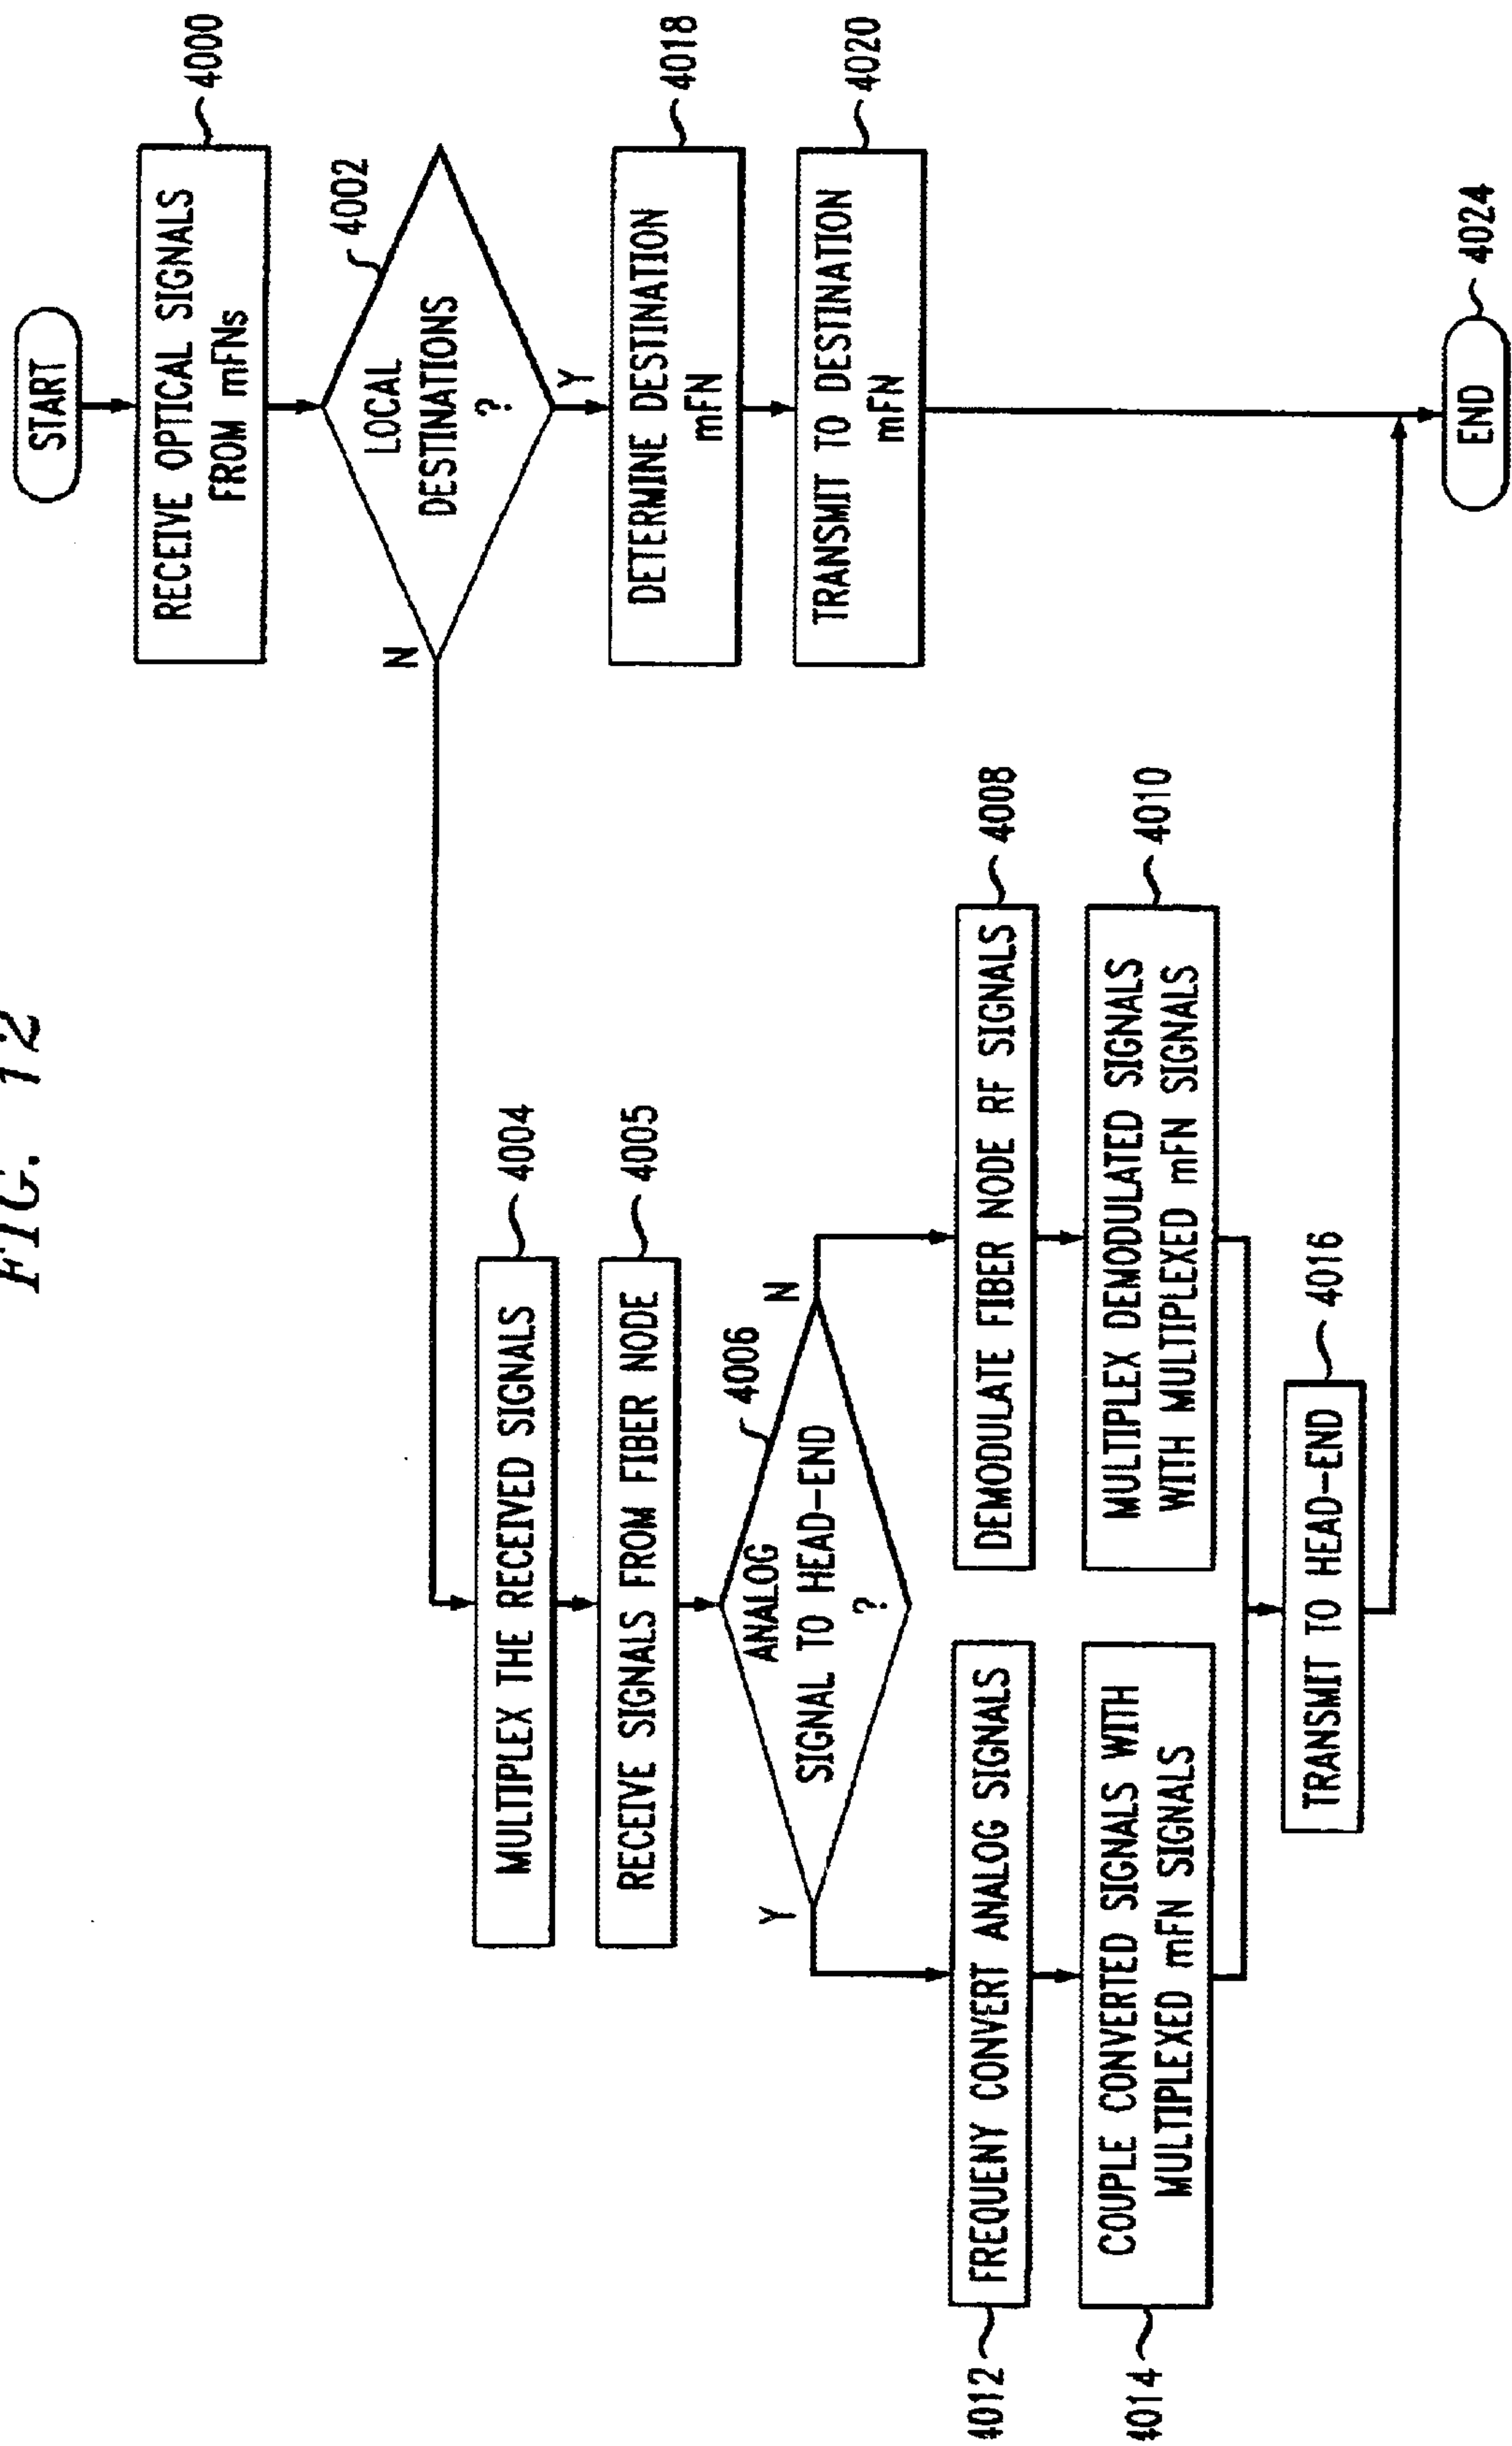 FIG. 12
START
RECEIVE OPTICAL SIGNALS
FROM mFNs
4000
LOCAL
DESTINATIONS
?
4002
N
Y
DETERMINE DESTINATION
mFN
4018
TRANSMIT TO DESTINATION
mFN
4020
MULTIPLEX THE RECEIVED SIGNALS
4004
RECEIVE SIGNALS FROM FIBER NODE
4005
ANALOG
SIGNAL TO HEAD-END
?
4006
Y
N
FREQUENY CONVERT ANALOG SIGNALS
4012
DEMODULATE FIBER NODE RF SIGNALS
4008
COUPLE CONVERTED SIGNALS WITH
MULTIPLEXED mFN SIGNALS
4014
MULTIPLEX DEMODULATED SIGNALS
WITH MULTIPLEXED mFN SIGNALS
4010
TRANSMIT TO HEAD-END
4016
END
4024